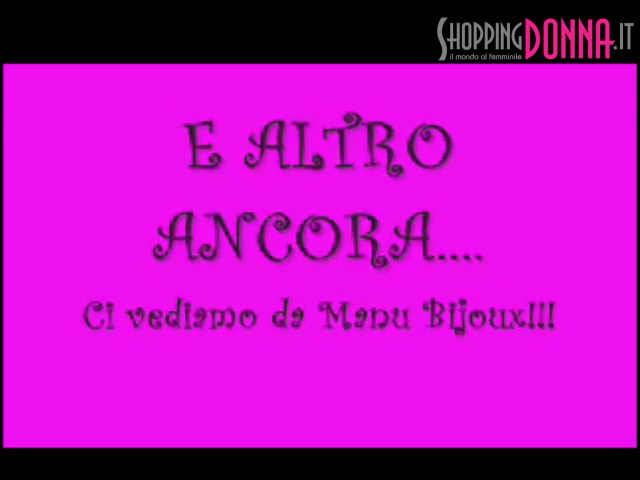 SHOPPINGDONNA.IT
il mondo al femminile
E ALTRO
ANCORA....
Ci vediamo da Manu Bijoux!!!